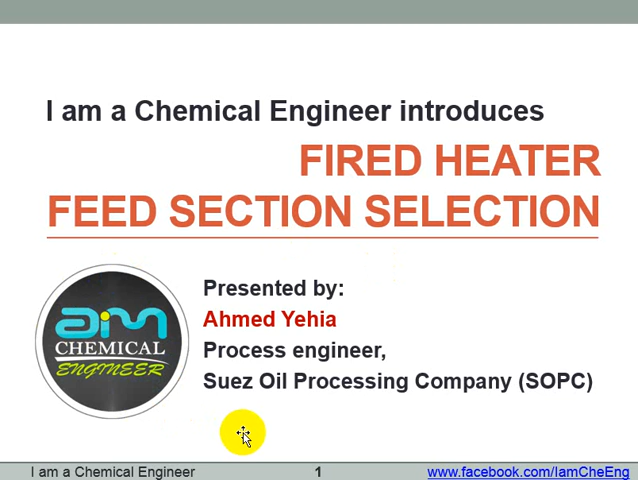 I am a Chemical Engineer introduces
FIRED HEATER
FEED SECTION SELECTION
Presented by:
Ahmed Yehia
Process engineer,
Suez Oil Processing Company (SOPC)
aim
CHEMICAL
ENGINEER
I am a Chemical Engineer 1 www.facebook.com/IamCheEng